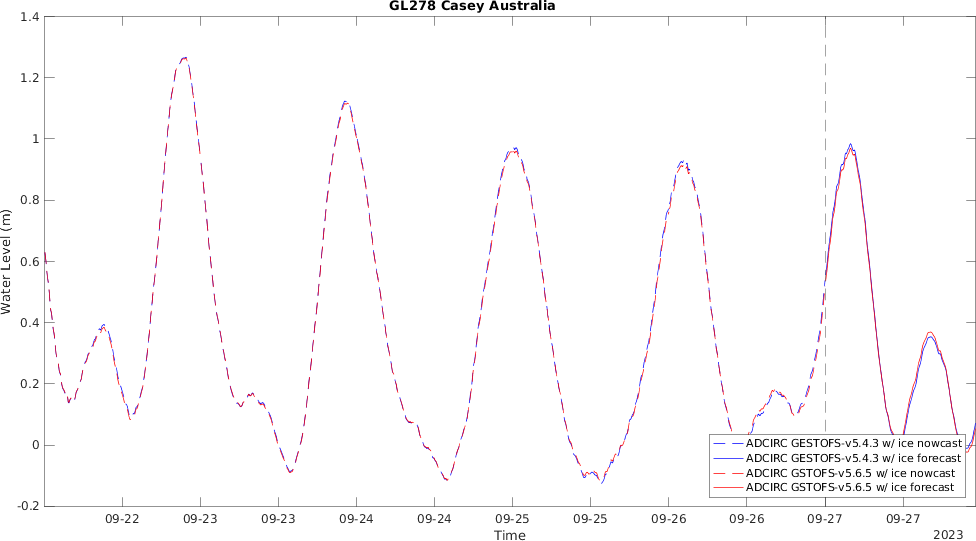 GL278 Casey Australia
1.4
1.2
1
0.8
0.6
0.4
0.2
0
-0.2
Water Level (m)
ADCIRC GESTOFS-v5.4.3 w/ ice nowcast
ADCIRC GESTOFS-v5.4.3 w/ ice forecast
ADCIRC GSTOFS-v5.6.5 w/ ice nowcast
ADCIRC GSTOFS-v5.6.5 w/ ice forecast
09-22 09-23 09-23 09-24 09-24 09-25 09-25 09-26 09-26 09-27 09-27
Time
2023